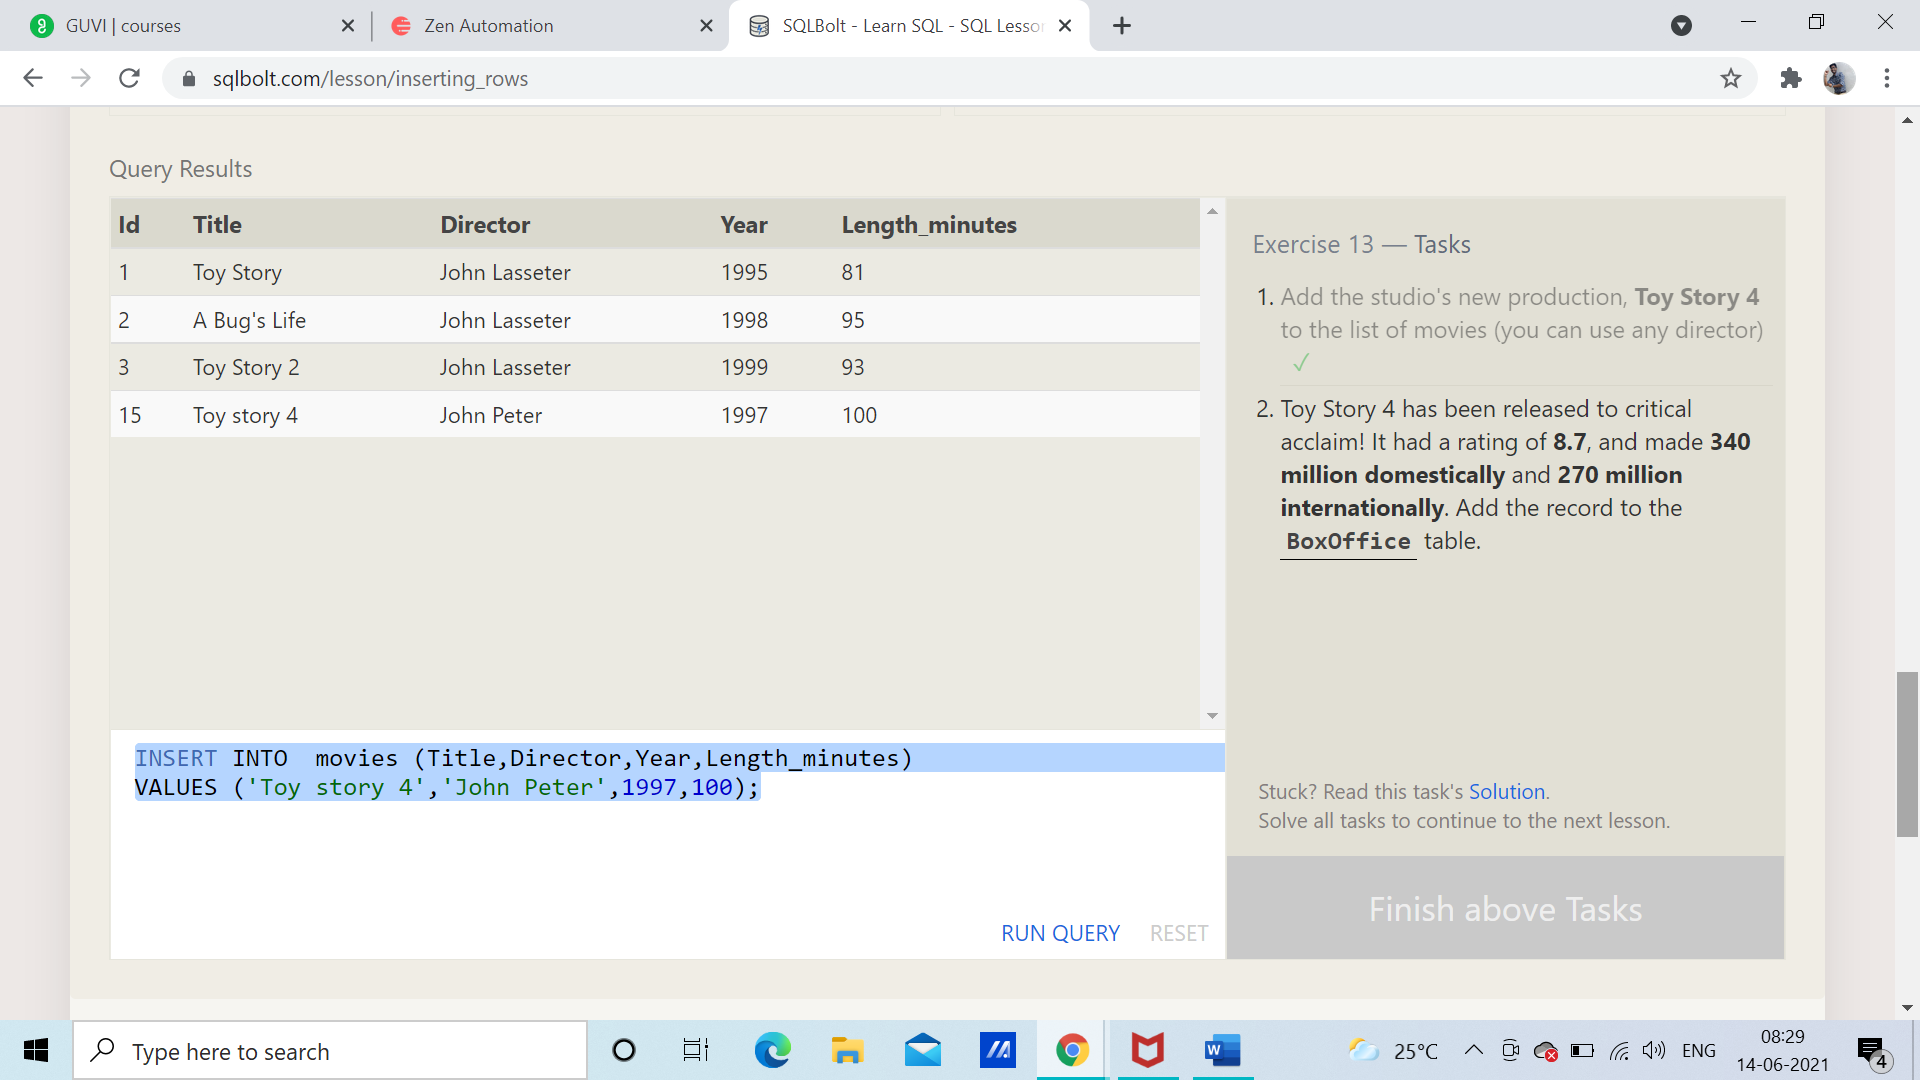 GUVI | courses
Zen Automation
SQLBolt - Learn SQL - SQL Lesson
sqlbolt.com/lesson/inserting_rows
Query Results
Id Title Director Year Length_minutes
1 Toy Story John Lasseter 1995 81
2 A Bug's Life John Lasseter 1998 95
3 Toy Story 2 John Lasseter 1999 93
15 Toy story 4 John Peter 1997 100
Exercise 13 — Tasks
1. Add the studio's new production, Toy Story 4
to the list of movies (you can use any director)
✓
2. Toy Story 4 has been released to critical
acclaim! It had a rating of 8.7, and made 340
million domestically and 270 million
internationally. Add the record to the
BoxOffice table.
INSERT INTO  movies (Title,Director,Year,Length_minutes)
VALUES ('Toy story 4','John Peter',1997,100);
RUN QUERY RESET
Stuck? Read this task's Solution.
Solve all tasks to continue to the next lesson.
Finish above Tasks
Type here to search
W
25°C
ENG
08:29
14-06-2021
4